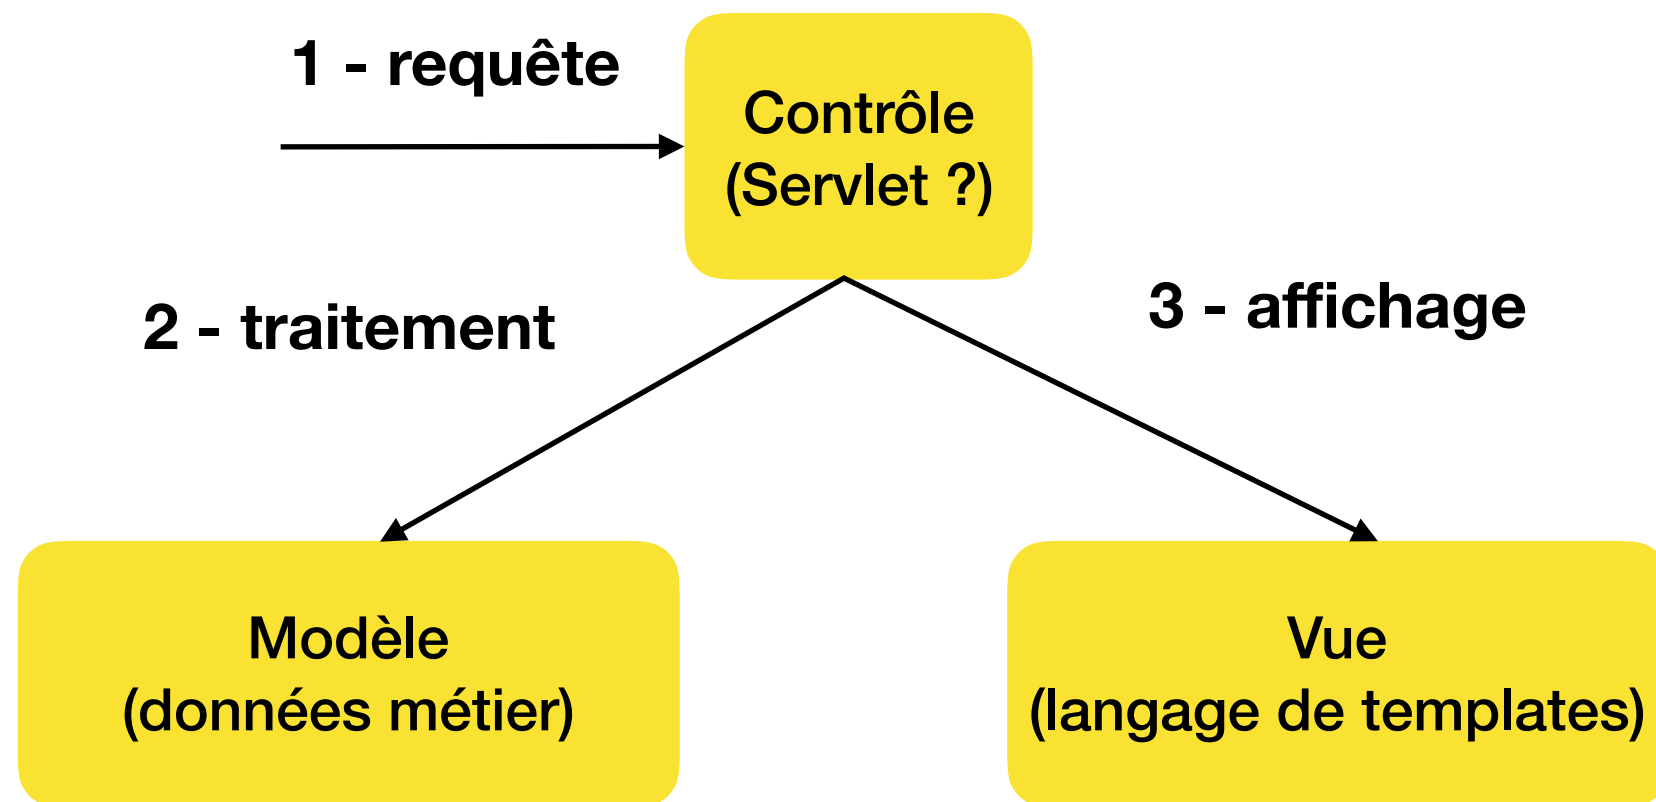 1 - requête
Contrôle
(Servlet ?)
2 - traitement
3 - affichage
Modèle
(données métier)
Vue
(langage de templates)